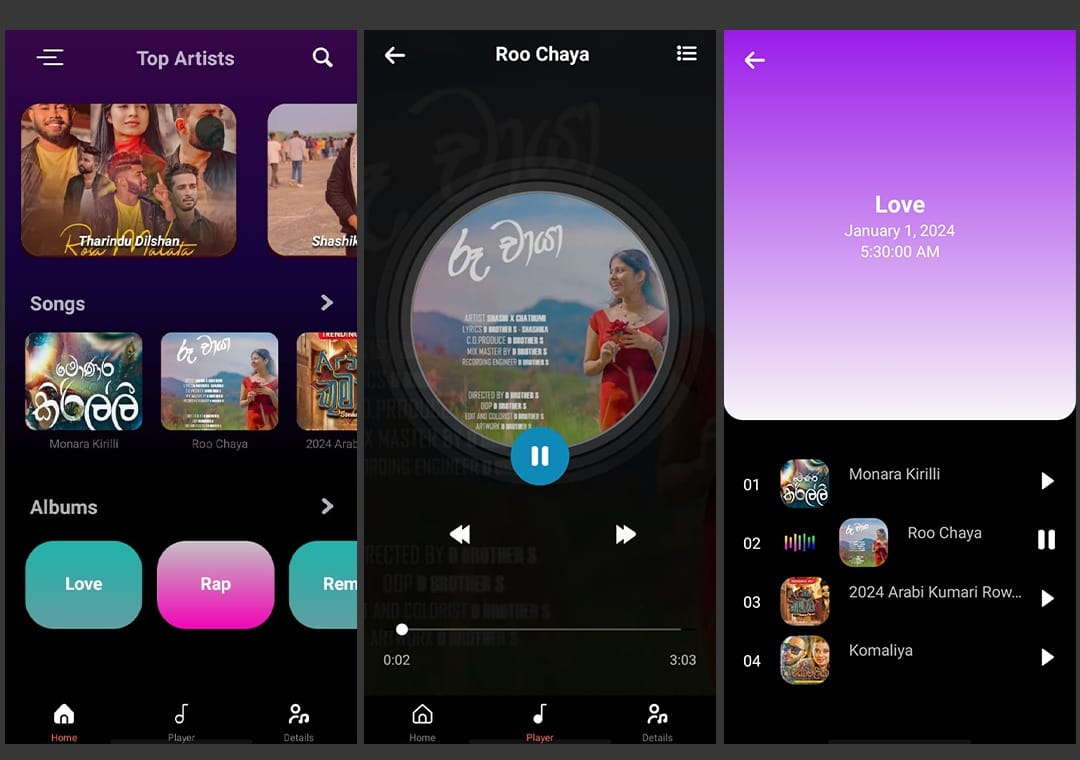 Top Artists
Tharindu Dilshan
Rosa Malata
Shashik
Songs
මොණර
කිරිල්ලි
රූ ඡායා
TRENDING
Monara Kirilli
Roo Chaya
2024 Arab
Albums
Love
Rap
Rem
Home
Player
Details
Roo Chaya
රූ ඡායා
ARTIST SHASHI X CHATHUMI
LYRICS D BROTHER S - SHASHIKA
C.O.PRODUCE D BROTHER S
MIX MASTER BY D BROTHER S
RECORDING ENGINEER D BROTHER S
DIRECTED BY D BROTHER S
DOP D BROTHER S
EDIT AND COLORIST D BROTHER S
ARTWORK D BROTHER S
0:02
3:03
Home
Player
Details
Love
January 1, 2024
5:30:00 AM
01
මොණර
කිරිල්ලි
Monara Kirilli
02
Roo Chaya
03
2024 Arabi Kumari Row...
04
Komaliya